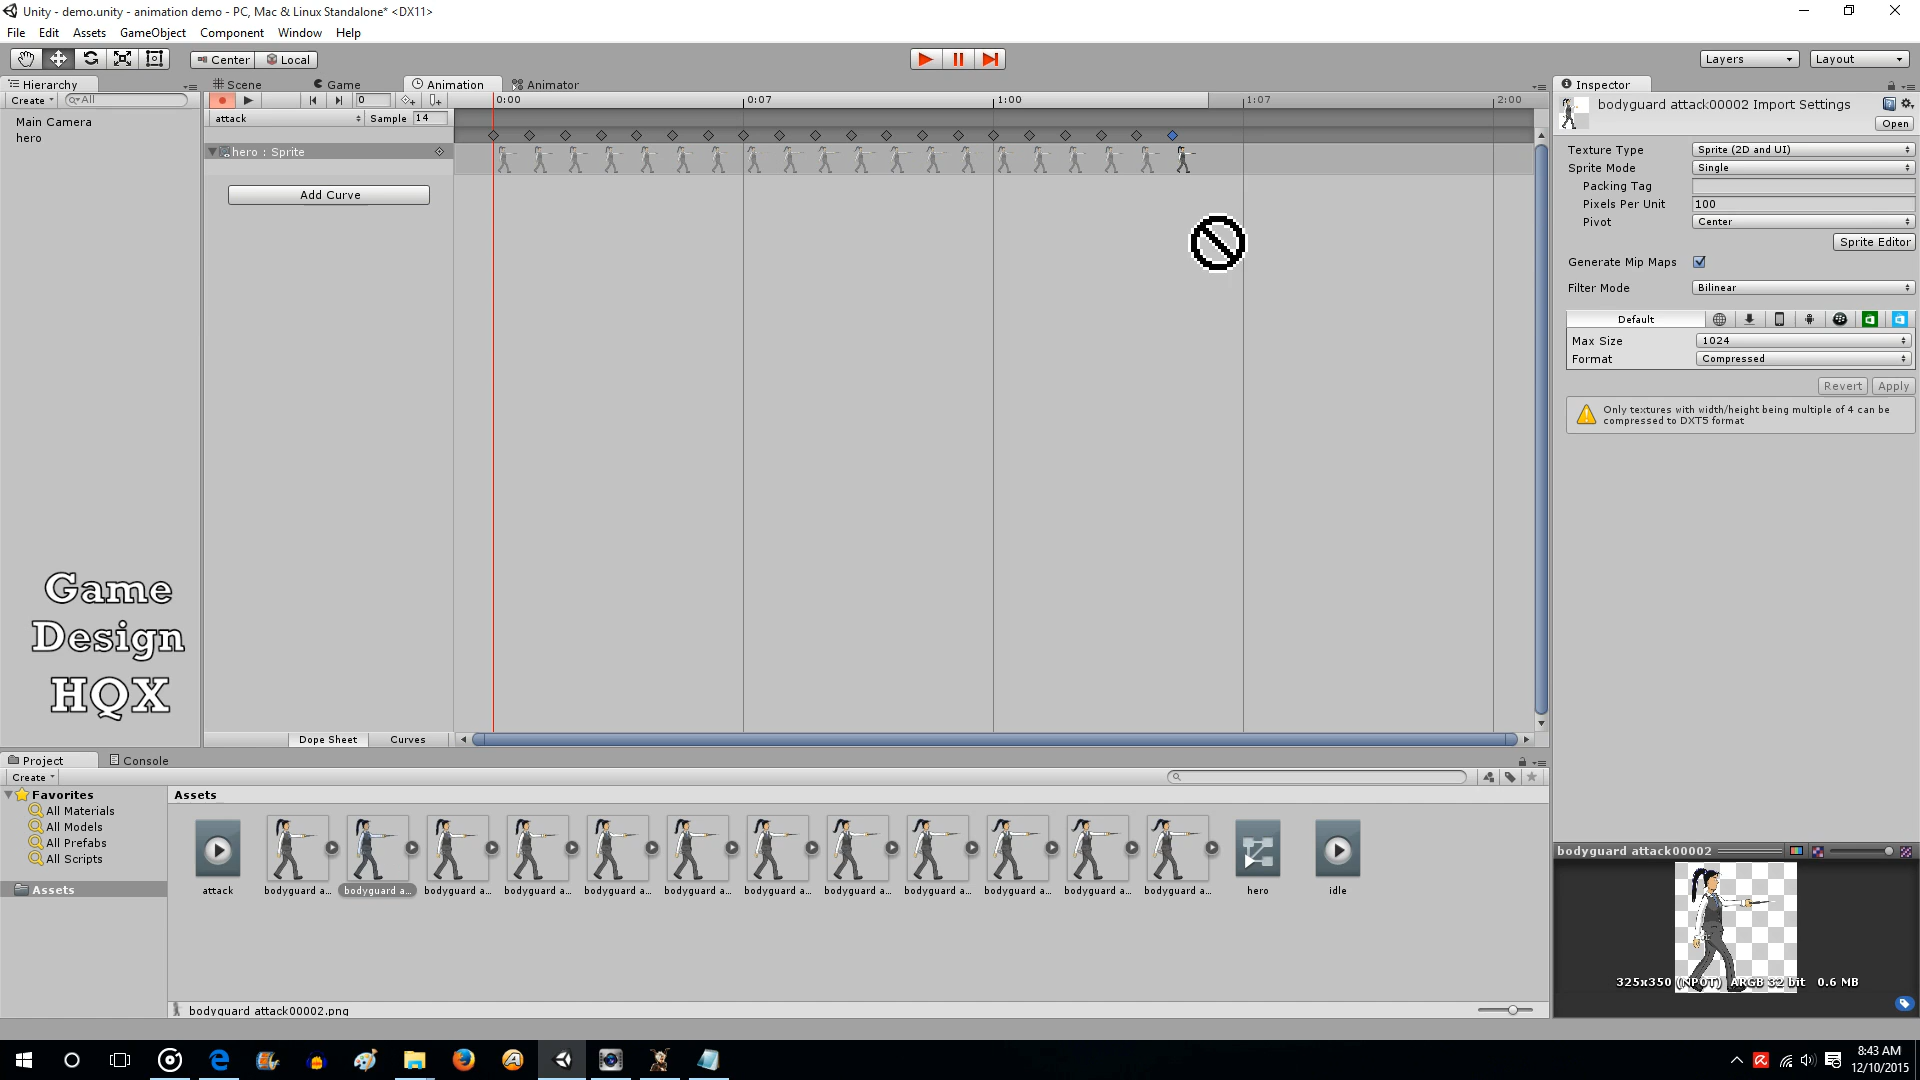 Unity - demo.unity - animation demo - PC, Mac & Linux Standalone* <DX11>
File Edit Assets GameObject Component Window Help
Center Local Layers Layout
Hierarchy Scene Game Animation Animator Inspector
Create All 0 0:00 0:07 1:00 1:07 2:00
attack Sample 14
Main Camera
hero
hero : Sprite
Add Curve
Game
Design
HQX
Dope Sheet Curves
bodyguard attack00002 Import Settings
Open
Texture Type Sprite (2D and UI)
Sprite Mode Single
Packing Tag
Pixels Per Unit 100
Pivot Center
Sprite Editor
Generate Mip Maps
Filter Mode Bilinear
Default
Max Size 1024
Format Compressed
Revert Apply
Only textures with width/height being multiple of 4 can be
compressed to DXT5 format
Project Console
Create
Favorites
All Materials
All Models
All Prefabs
All Scripts
Assets
Assets
attack bodyguard a... bodyguard a... bodyguard a... bodyguard a... bodyguard a... bodyguard a... bodyguard a... bodyguard a... bodyguard a... bodyguard a... bodyguard a... bodyguard a... hero idle
bodyguard attack00002.png
bodyguard attack00002
325x350 (NPOT) ARGB 32 bit 0.6 MB
8:43 AM
12/10/2015